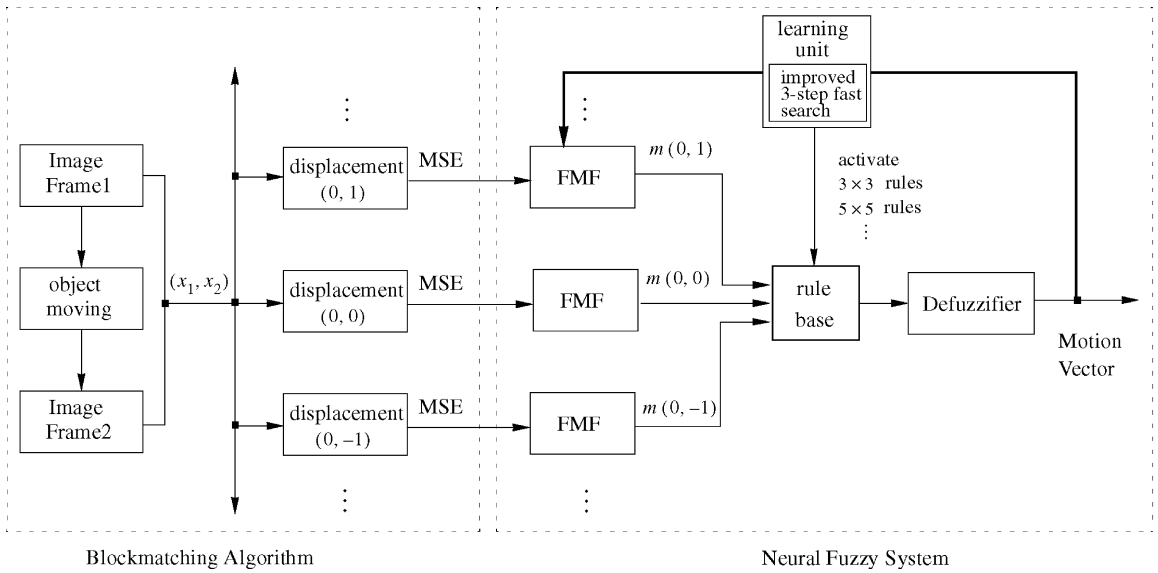 Image
Frame1
object
moving
Image
Frame2
(x1, x2)
⋮
displacement
(0, 1)
displacement
(0, 0)
displacement
(0, –1)
⋮
MSE
MSE
MSE
⋮
FMF
FMF
FMF
⋮
m (0, 1)
m (0, 0)
m (0, –1)
learning
unit
improved
3-step fast
search
activate
3 × 3 rules
5 × 5 rules
⋮
rule
base
Defuzzifier
Motion
Vector
Blockmatching Algorithm
Neural Fuzzy System